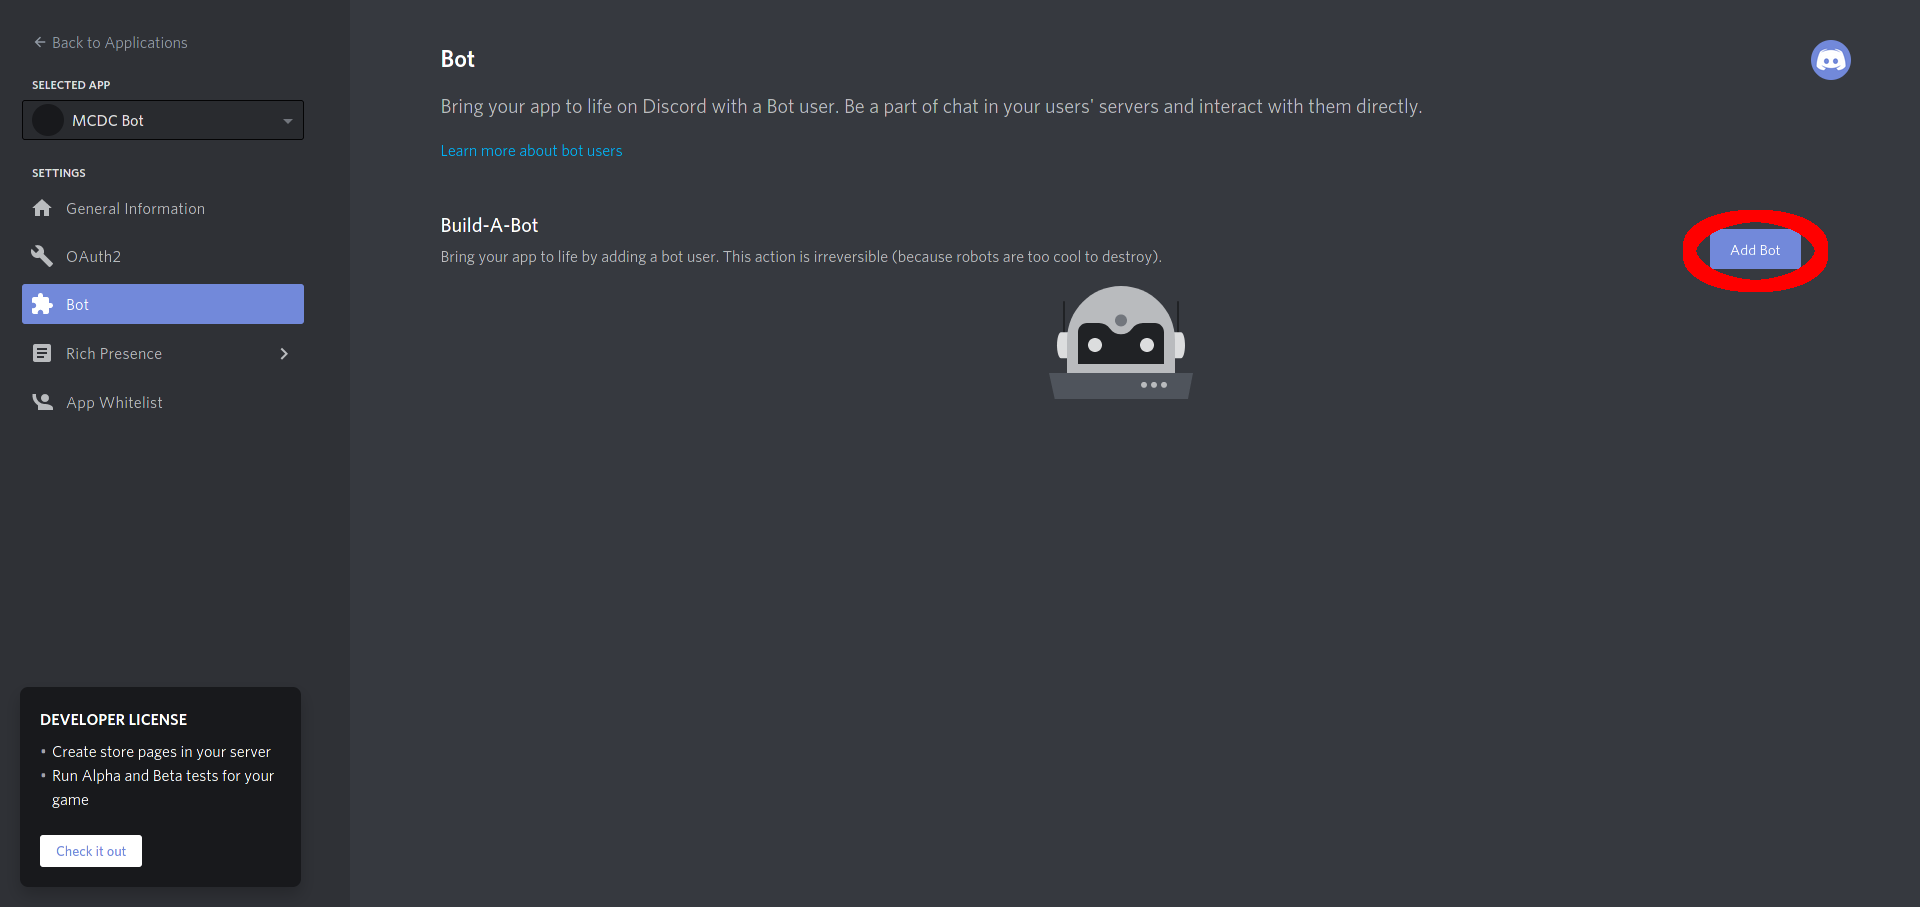 Back to Applications
SELECTED APP
MCDC Bot
SETTINGS
General Information
OAuth2
Bot
Rich Presence
App Whitelist
DEVELOPER LICENSE
• Create store pages in your server
• Run Alpha and Beta tests for your
game
Check it out
Bot
Bring your app to life on Discord with a Bot user. Be a part of chat in your users' servers and interact with them directly.
Learn more about bot users
Build-A-Bot
Bring your app to life by adding a bot user. This action is irreversible (because robots are too cool to destroy).
Add Bot